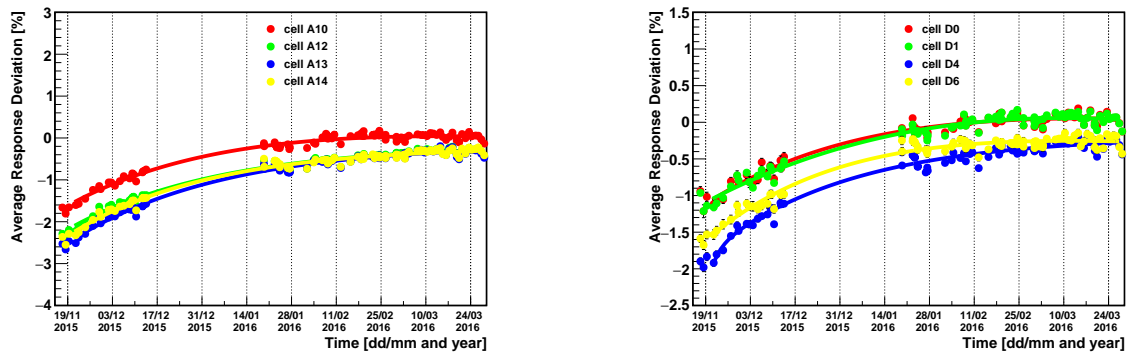 Average Response Deviation [%]
3
2
1
0
−1
−2
−3
−4
cell A10
cell A12
cell A13
cell A14
19/11 03/12 17/12 31/12 14/01 28/01 11/02 25/02 10/03 24/03
2015 2015 2015 2015 2016 2016 2016 2016 2016 2016
Time [dd/mm and year]
Average Response Deviation [%]
1.5
1
0.5
0
−0.5
−1
−1.5
−2
−2.5
cell D0
cell D1
cell D4
cell D6
19/11 03/12 17/12 31/12 14/01 28/01 11/02 25/02 10/03 24/03
2015 2015 2015 2015 2016 2016 2016 2016 2016 2016
Time [dd/mm and year]